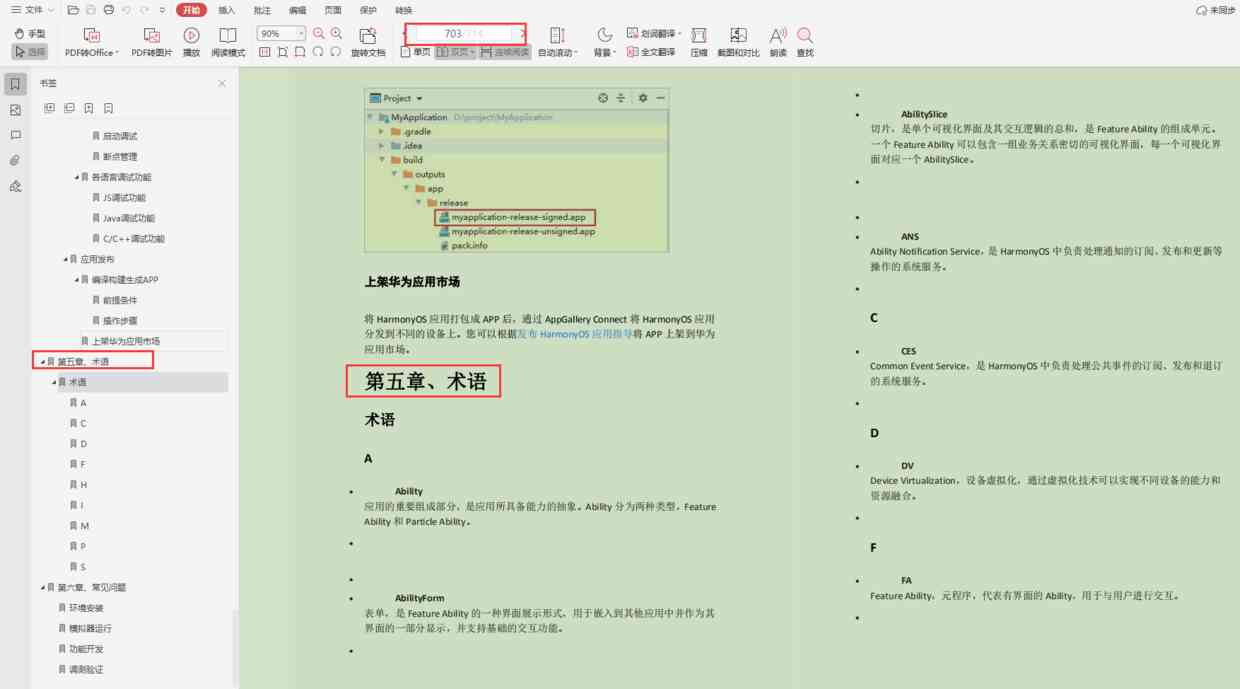 文件
开始
插入
批注
编辑
页面
保护
转换
未同步
手型
选择
PDF转Office
PDF转图片
播放
阅读模式
90%
旋转文档
703/714
单页
双页
连续阅读
自动滚动
背景
划词翻译
全文翻译
压缩
截图和对比
朗读
查找
书签
启动调试
断点管理
各语言调试功能
JS调试功能
Java调试功能
C/C++调试功能
应用发布
编译构建生成APP
前提条件
操作步骤
上架华为应用市场
第五章、术语
术语
A
C
D
F
H
I
M
P
S
第六章、常见问题
环境安装
模拟器运行
功能开发
调测验证
Project
MyApplication D:\project\MyApplication
.gradle
.idea
build
outputs
app
release
myapplication-release-signed.app
myapplication-release-unsigned.app
pack.info
上架华为应用市场
将 HarmonyOS 应用打包成 APP 后，通过 AppGallery Connect 将 HarmonyOS 应用
分发到不同的设备上。您可以根据发布 HarmonyOS 应用指导将 APP 上架到华为
应用市场。
第五章、术语
术语
A
• Ability
应用的重要组成部分，是应用所具备能力的抽象。Ability 分为两种类型，Feature
Ability 和 Particle Ability。
•
•
• AbilityForm
表单，是 Feature Ability 的一种界面展示形式，用于嵌入到其他应用中并作为其
界面的一部分显示，并支持基础的交互功能。
•
•
• AbilitySlice
切片，是单个可视化界面及其交互逻辑的总和，是 Feature Ability 的组成单元。
一个 Feature Ability 可以包含一组业务关系密切的可视化界面，每一个可视化界
面对应一个 AbilitySlice。
•
•
• ANS
Ability Notification Service，是 HarmonyOS 中负责处理通知的订阅、发布和更新等
操作的系统服务。
•
C
• CES
Common Event Service，是 HarmonyOS 中负责处理公共事件的订阅、发布和退订
的系统服务。
•
D
• DV
Device Virtualization，设备虚拟化，通过虚拟化技术可以实现不同设备的能力和
资源融合。
•
F
• FA
Feature Ability，元程序，代表有界面的 Ability，用于与用户进行交互。
•